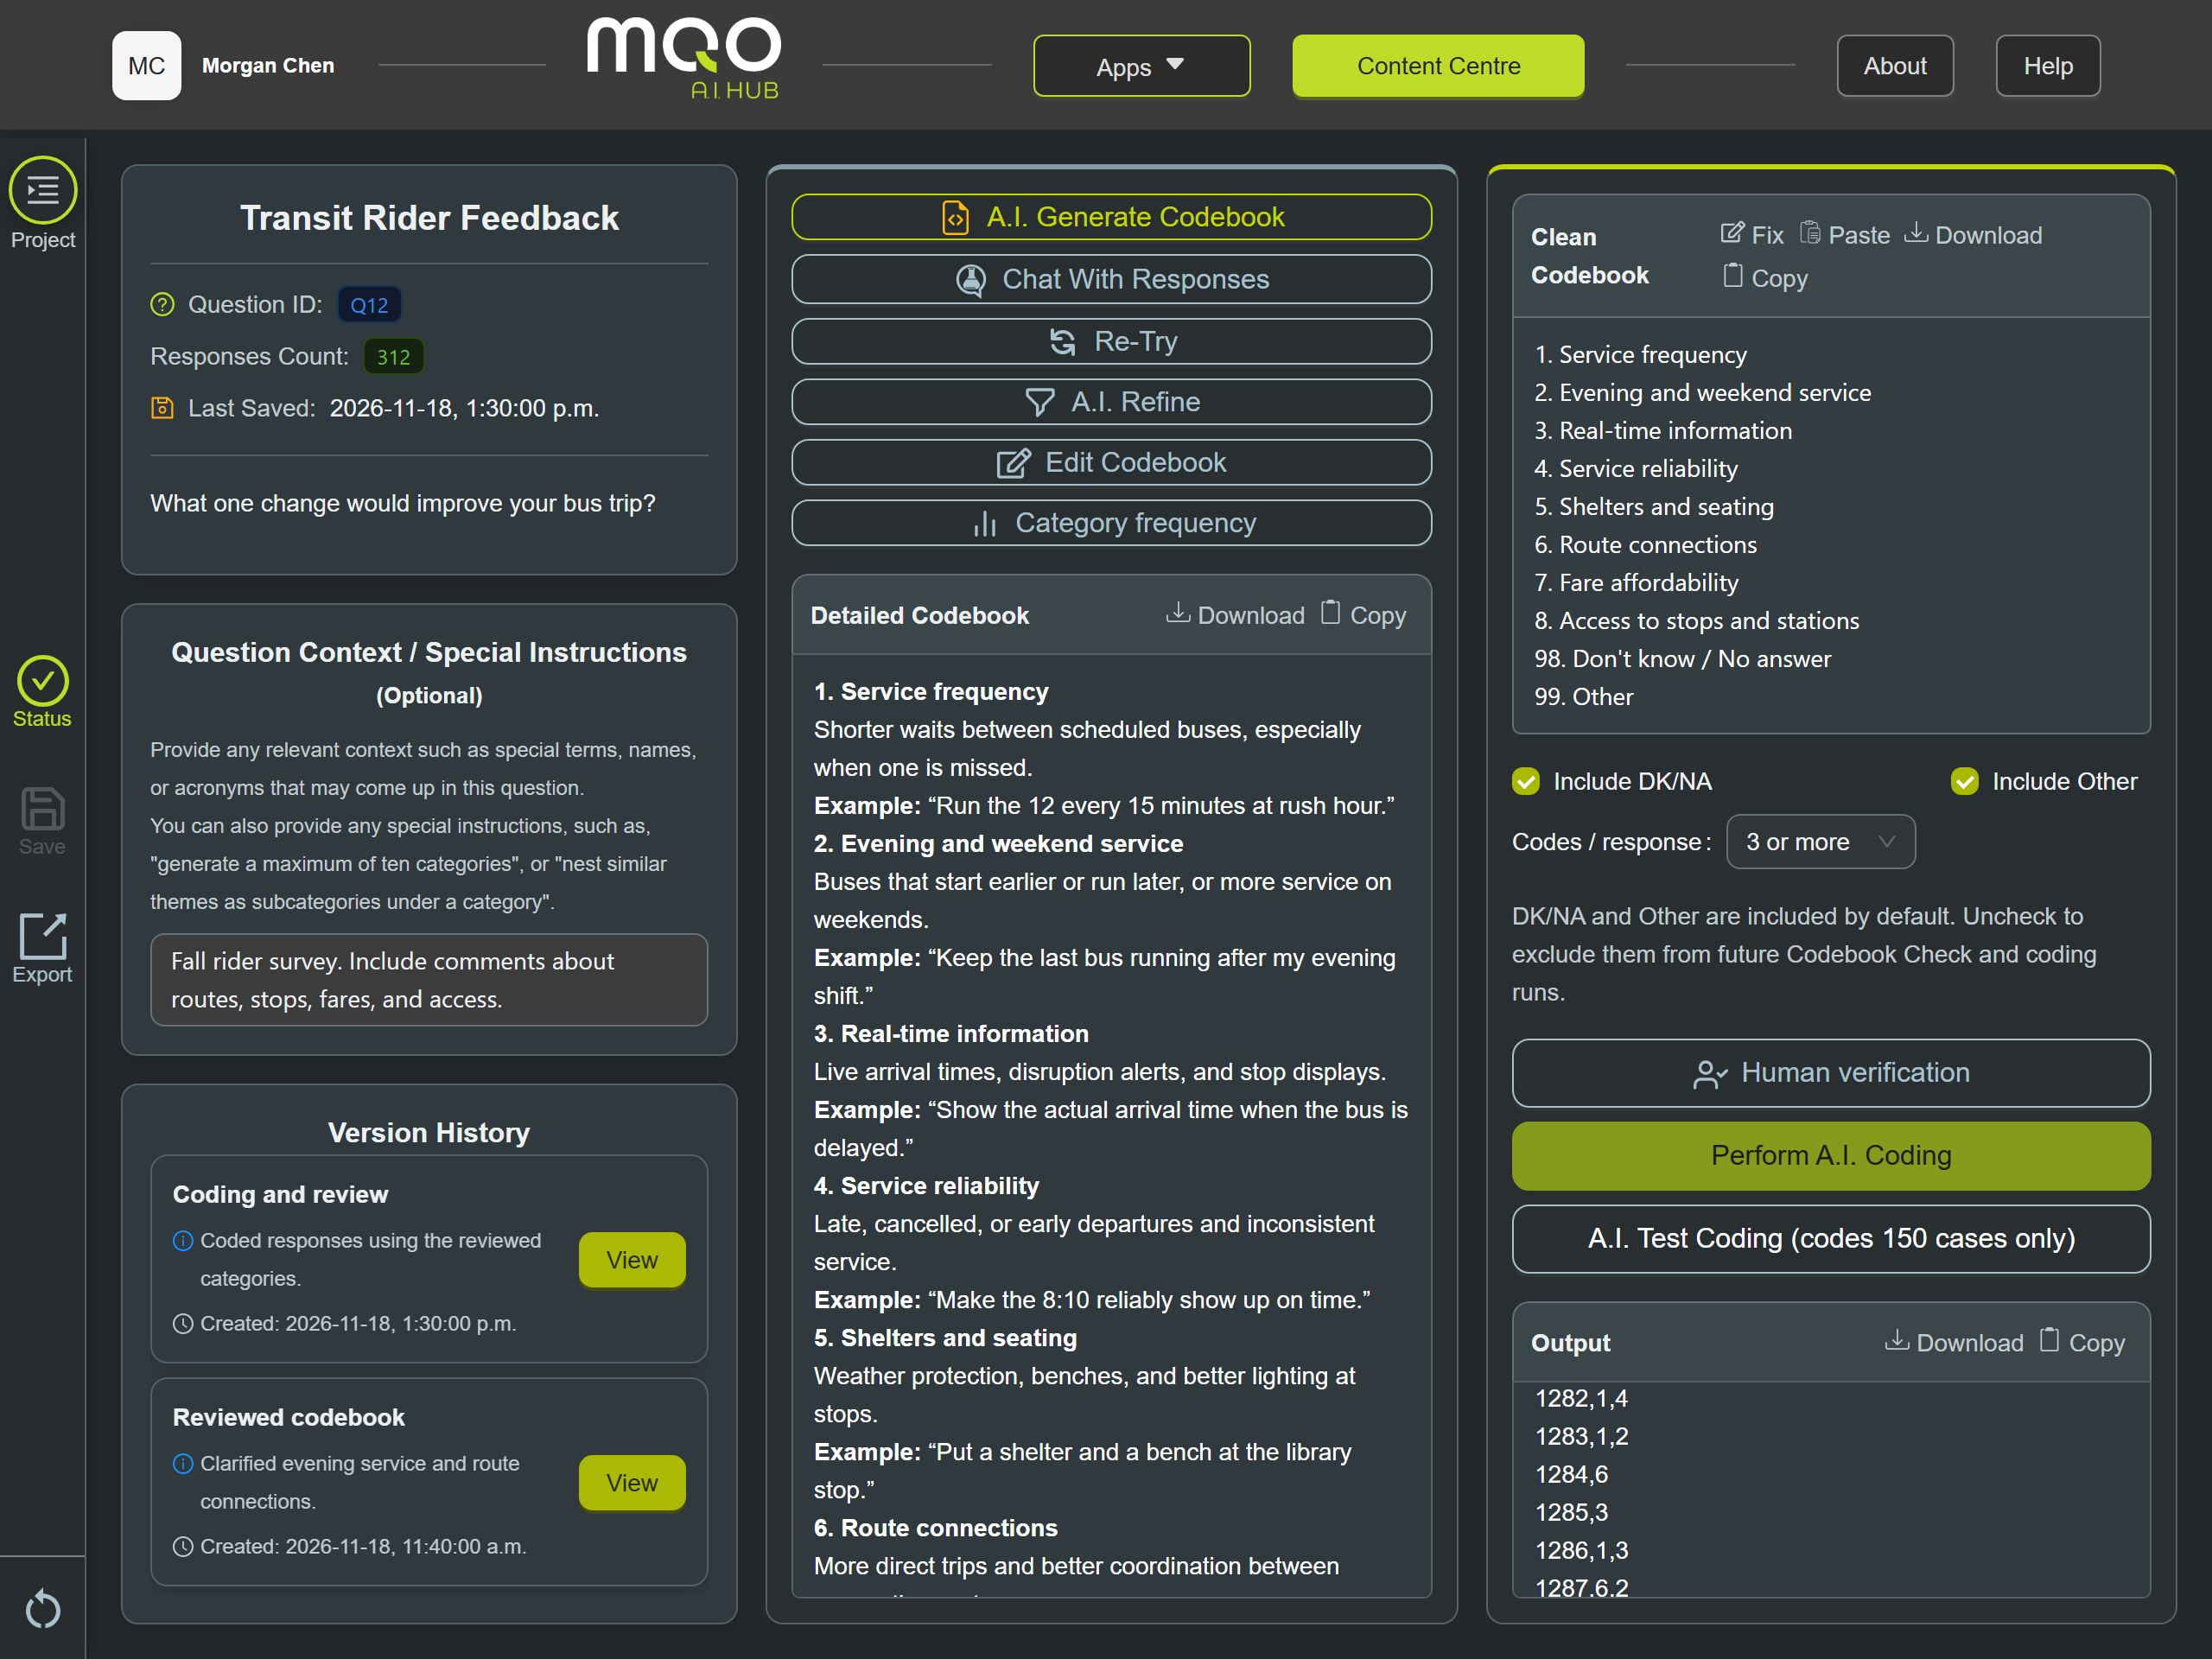 MC
Morgan Chen
MQO
A.I. HUB
Apps
Content Centre
About
Help
Project
Status
Save
Export
Transit Rider Feedback
Question ID: Q12
Responses Count: 312
Last Saved: 2026-11-18, 1:30:00 p.m.
What one change would improve your bus trip?
Question Context / Special Instructions
(Optional)
Provide any relevant context such as special terms, names,
or acronyms that may come up in this question.
You can also provide any special instructions, such as,
"generate a maximum of ten categories", or "nest similar
themes as subcategories under a category".
Fall rider survey. Include comments about
routes, stops, fares, and access.
Version History
Coding and review
Coded responses using the reviewed
categories.
Created: 2026-11-18, 1:30:00 p.m.
View
Reviewed codebook
Clarified evening service and route
connections.
Created: 2026-11-18, 11:40:00 a.m.
View
A.I. Generate Codebook
Chat With Responses
Re-Try
A.I. Refine
Edit Codebook
Category frequency
Detailed Codebook
Download
Copy
1. Service frequency
Shorter waits between scheduled buses, especially
when one is missed.
Example: “Run the 12 every 15 minutes at rush hour.”
2. Evening and weekend service
Buses that start earlier or run later, or more service on
weekends.
Example: “Keep the last bus running after my evening
shift.”
3. Real-time information
Live arrival times, disruption alerts, and stop displays.
Example: “Show the actual arrival time when the bus is
delayed.”
4. Service reliability
Late, cancelled, or early departures and inconsistent
service.
Example: “Make the 8:10 reliably show up on time.”
5. Shelters and seating
Weather protection, benches, and better lighting at
stops.
Example: “Put a shelter and a bench at the library
stop.”
6. Route connections
More direct trips and better coordination between
Clean
Codebook
Fix
Paste
Download
Copy
1. Service frequency
2. Evening and weekend service
3. Real-time information
4. Service reliability
5. Shelters and seating
6. Route connections
7. Fare affordability
8. Access to stops and stations
98. Don't know / No answer
99. Other
Include DK/NA
Include Other
Codes / response: 3 or more
DK/NA and Other are included by default. Uncheck to
exclude them from future Codebook Check and coding
runs.
Human verification
Perform A.I. Coding
A.I. Test Coding (codes 150 cases only)
Output
Download
Copy
1282,1,4
1283,1,2
1284,6
1285,3
1286,1,3
1287,6,2